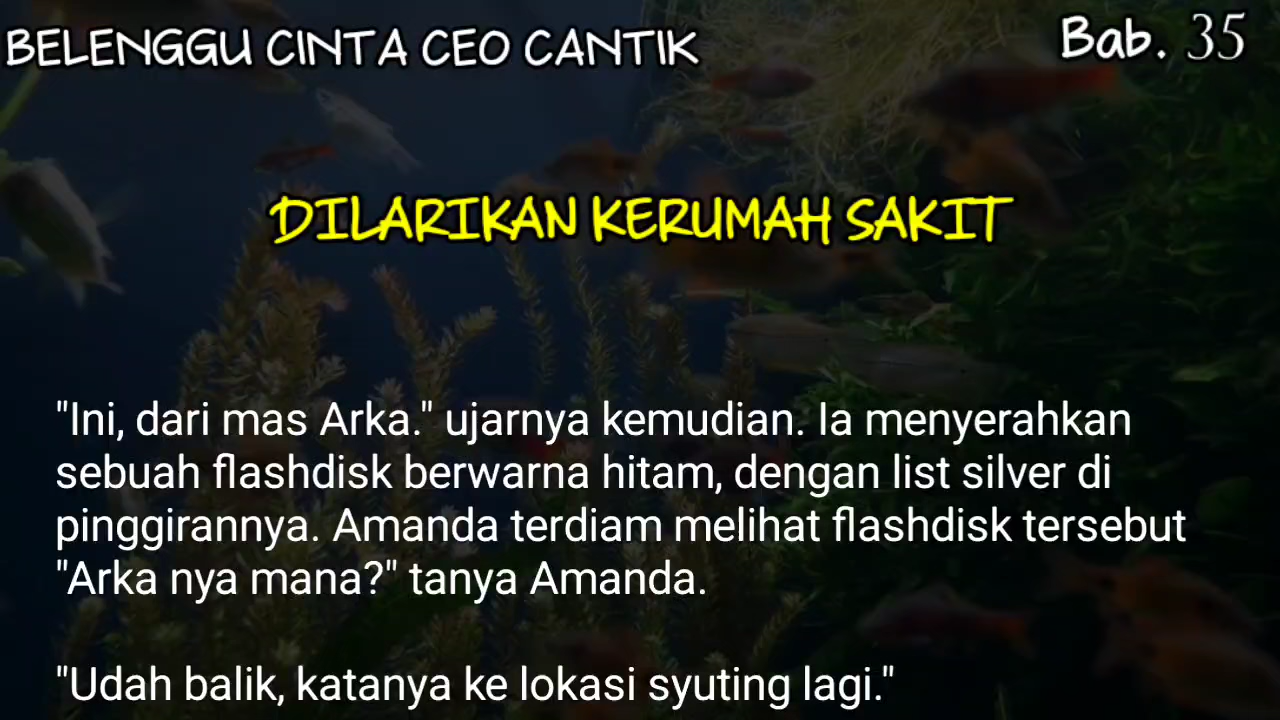 BELENGGU CINTA CEO CANTIK
Bab. 35
DILARIKAN KERUMAH SAKIT
"Ini, dari mas Arka." ujarnya kemudian. Ia menyerahkan
sebuah flashdisk berwarna hitam, dengan list silver di
pinggirannya. Amanda terdiam melihat flashdisk tersebut
"Arka nya mana?" tanya Amanda.
"Udah balik, katanya ke lokasi syuting lagi."